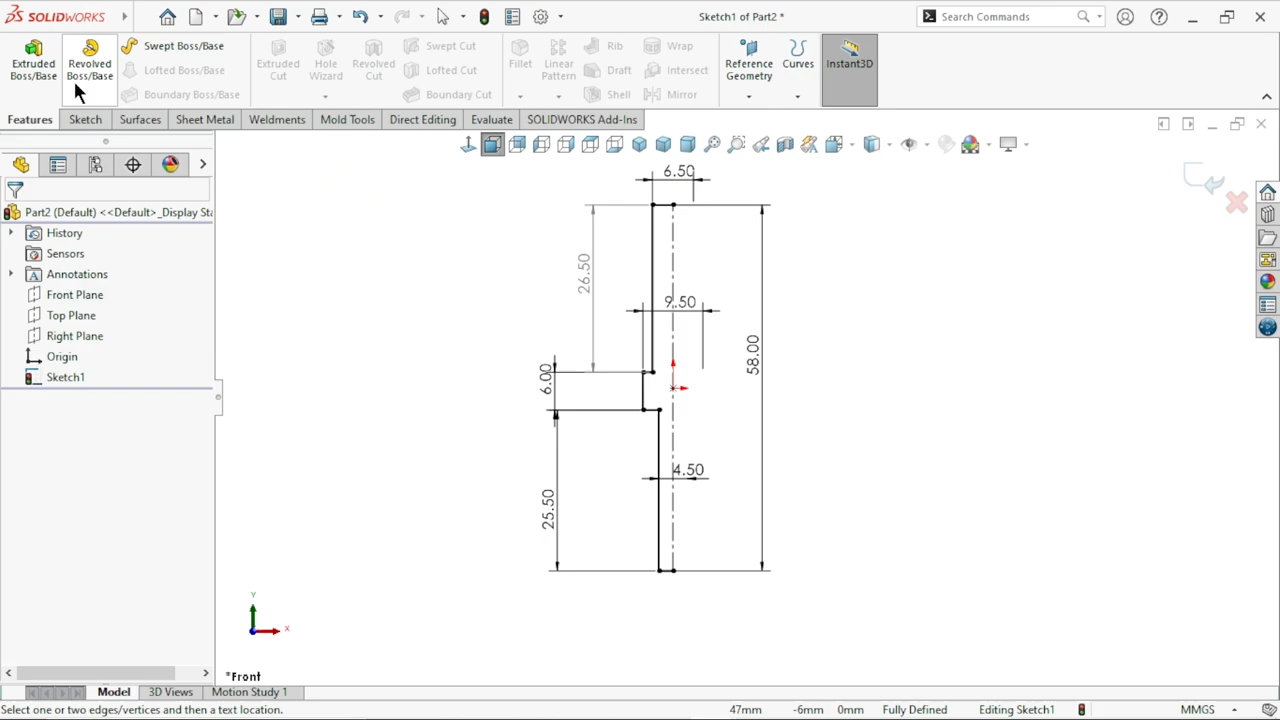 SOLIDWORKS
Sketch1 of Part2 *
Search Commands
Extruded Boss/Base
Revolved Boss/Base
Swept Boss/Base
Lofted Boss/Base
Boundary Boss/Base
Extruded Cut
Hole Wizard
Revolved Cut
Swept Cut
Lofted Cut
Boundary Cut
Fillet
Linear Pattern
Rib
Draft
Shell
Wrap
Intersect
Mirror
Reference Geometry
Curves
Instant3D
Features
Sketch
Surfaces
Sheet Metal
Weldments
Mold Tools
Direct Editing
Evaluate
SOLIDWORKS Add-Ins
Part2 (Default) <<Default>_Display Sta
History
Sensors
Annotations
Front Plane
Top Plane
Right Plane
Origin
Sketch1
6.50
26.50
9.50
58.00
6.00
4.50
25.50
Y
X
*Front
Model
3D Views
Motion Study 1
Select one or two edges/vertices and then a text location.
47mm
-6mm
0mm
Fully Defined
Editing Sketch1
MMGS